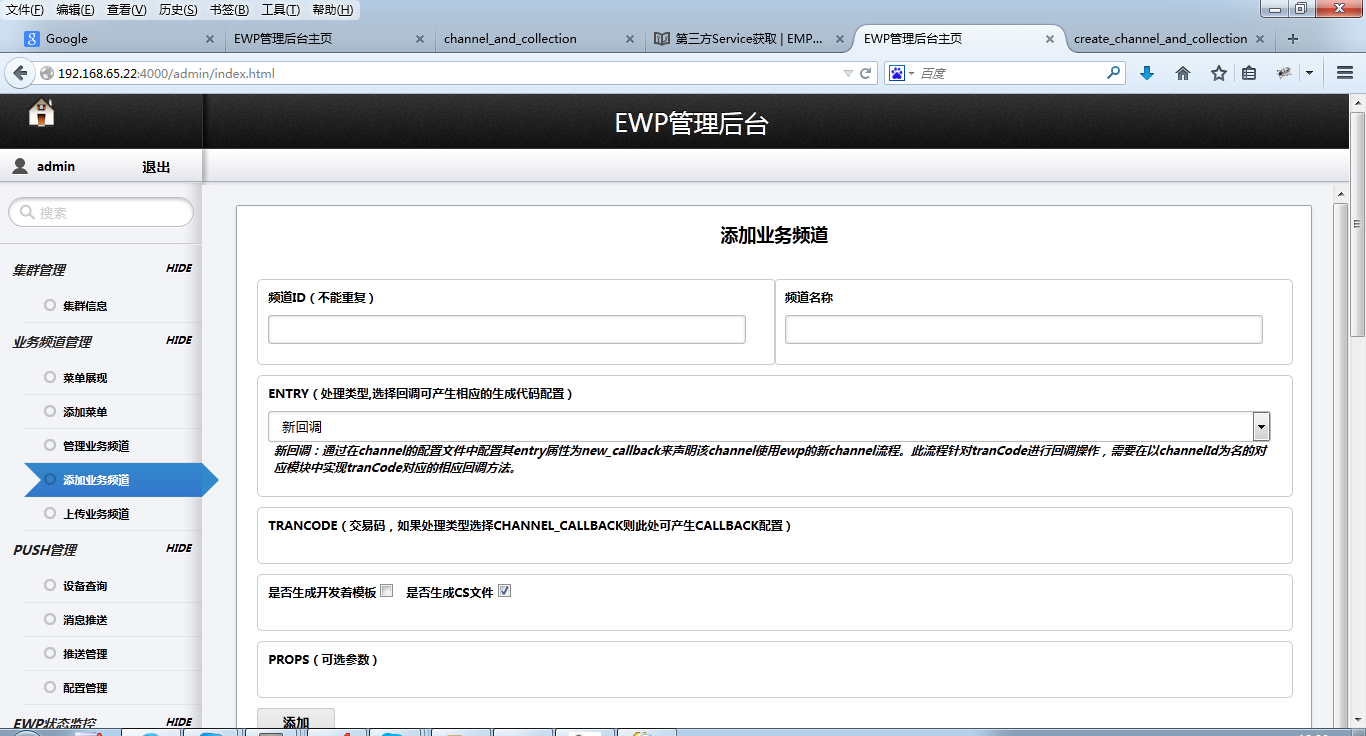 文件(F) 编辑(E) 查看(V) 历史(S) 书签(B) 工具(T) 帮助(H)
Google EWP管理后台主页 channel_and_collection 第三方Service获取 | EMP... EWP管理后台主页 create_channel_and_collection
192.168.65.22:4000/admin/index.html 百度
EWP管理后台
admin 退出
搜索
集群管理 HIDE
集群信息
业务频道管理 HIDE
菜单展现
添加菜单
管理业务频道
添加业务频道
上传业务频道
PUSH管理 HIDE
设备查询
消息推送
推送管理
配置管理
EWP状态监控 HIDE
添加业务频道
频道ID（不能重复） 频道名称
ENTRY（处理类型,选择回调可产生相应的生成代码配置）
新回调
新回调：通过在channel的配置文件中配置其entry属性为new_callback来声明该channel使用ewp的新channel流程。此流程针对tranCode进行回调操作，需要在以channelId为名的对
应模块中实现tranCode对应的相应回调方法。
TRANCODE（交易码，如果处理类型选择CHANNEL_CALLBACK则此处可产生CALLBACK配置）
是否生成开发着模板 是否生成CS文件
PROPS（可选参数）
添加